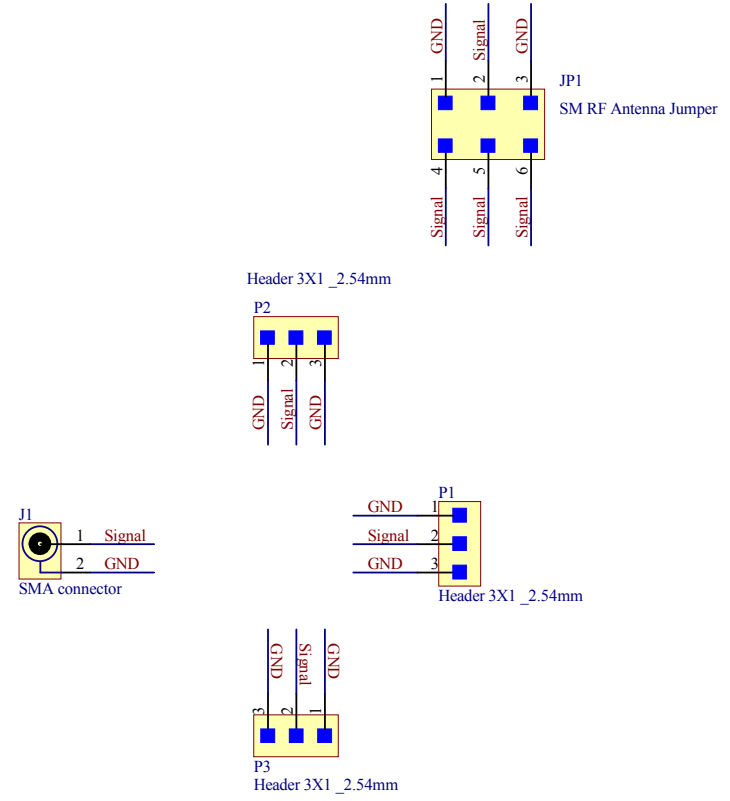 GND Signal GND
1 2 3
JP1
SM RF Antenna Jumper
4 5 6
Signal Signal Signal
Header 3X1 _2.54mm
P2
1 2 3
GND Signal GND
J1
1 Signal
2 GND
SMA connector
P1
GND 1
Signal 2
GND 3
Header 3X1 _2.54mm
GND Signal GND
3 2 1
P3
Header 3X1 _2.54mm